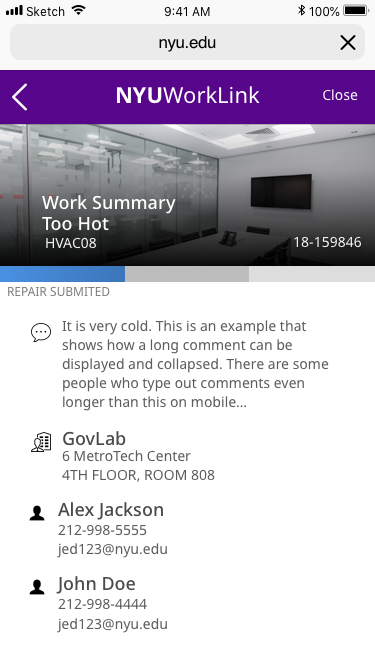 Sketch 9:41 AM 100%
nyu.edu
NYUWorkLink Close
Work Summary
Too Hot
HVAC08 18-159846
REPAIR SUBMITED
It is very cold. This is an example that
shows how a long comment can be
displayed and collapsed. There are some
people who type out comments even
longer than this on mobile...
GovLab
6 MetroTech Center
4TH FLOOR, ROOM 808
Alex Jackson
212-998-5555
jed123@nyu.edu
John Doe
212-998-4444
jed123@nyu.edu